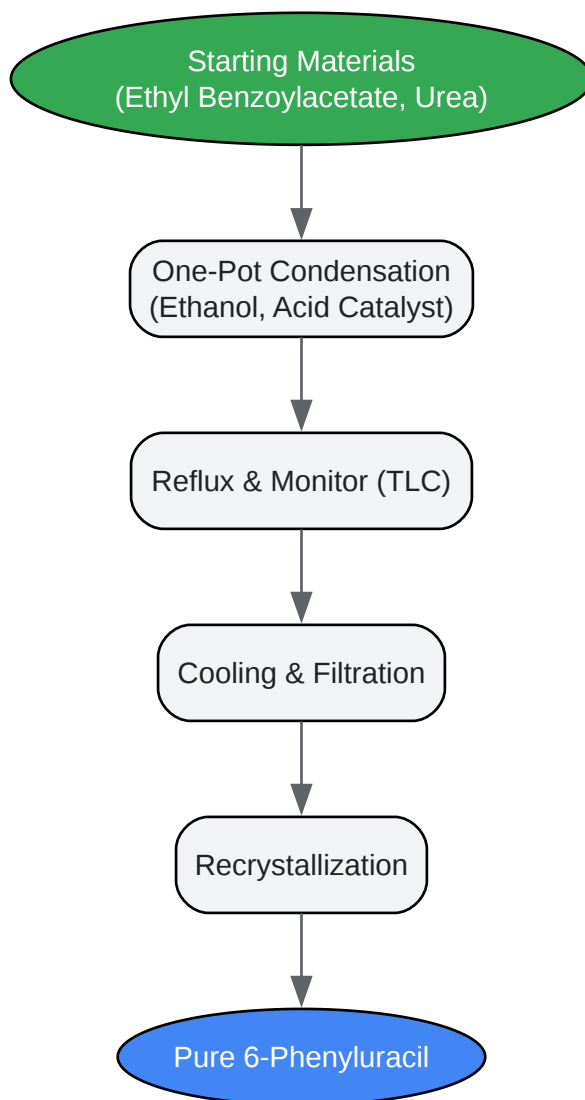 Starting Materials
(Ethyl Benzoylacetate, Urea)
One-Pot Condensation
(Ethanol, Acid Catalyst)
Reflux & Monitor (TLC)
Cooling & Filtration
Recrystallization
Pure 6-Phenyluracil